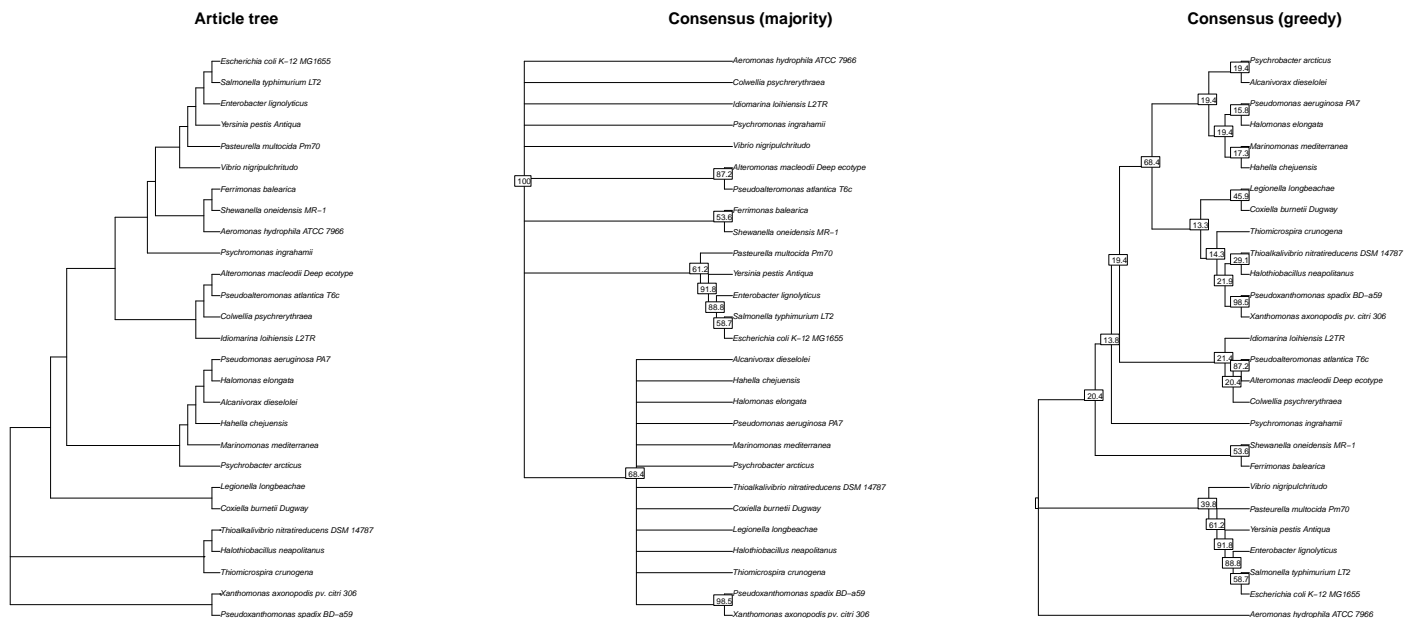 Article tree
Escherichia coli K−12 MG1655
Salmonella typhimurium LT2
Enterobacter lignolyticus
Yersinia pestis Antiqua
Pasteurella multocida Pm70
Vibrio nigripulchritudo
Ferrimonas balearica
Shewanella oneidensis MR−1
Aeromonas hydrophila ATCC 7966
Psychromonas ingrahamii
Alteromonas macleodii Deep ecotype
Pseudoalteromonas atlantica T6c
Colwellia psychrerythraea
Idiomarina loihiensis L2TR
Pseudomonas aeruginosa PA7
Halomonas elongata
Alcanivorax dieselolei
Hahella chejuensis
Marinomonas mediterranea
Psychrobacter arcticus
Legionella longbeachae
Coxiella burnetii Dugway
Thioalkalivibrio nitratireducens DSM 14787
Halothiobacillus neapolitanus
Thiomicrospira crunogena
Xanthomonas axonopodis pv. citri 306
Pseudoxanthomonas spadix BD−a59
Consensus (majority)
Aeromonas hydrophila ATCC 7966
Colwellia psychrerythraea
Idiomarina loihiensis L2TR
Psychromonas ingrahamii
Vibrio nigripulchritudo
Alteromonas macleodii Deep ecotype
87.2
100
Pseudoalteromonas atlantica T6c
Ferrimonas balearica
53.6
Shewanella oneidensis MR−1
Pasteurella multocida Pm70
61.2
Yersinia pestis Antiqua
91.8
Enterobacter lignolyticus
88.8
Salmonella typhimurium LT2
58.7
Escherichia coli K−12 MG1655
Alcanivorax dieselolei
Hahella chejuensis
Halomonas elongata
Pseudomonas aeruginosa PA7
Marinomonas mediterranea
Psychrobacter arcticus
68.4
Thioalkalivibrio nitratireducens DSM 14787
Coxiella burnetii Dugway
Legionella longbeachae
Halothiobacillus neapolitanus
Thiomicrospira crunogena
Pseudoxanthomonas spadix BD−a59
98.5
Xanthomonas axonopodis pv. citri 306
Consensus (greedy)
Psychrobacter arcticus
19.4
Alcanivorax dieselolei
19.4
Pseudomonas aeruginosa PA7
15.8
Halomonas elongata
19.4
Marinomonas mediterranea
17.3
68.4
Hahella chejuensis
Legionella longbeachae
45.9
Coxiella burnetii Dugway
13.3
Thiomicrospira crunogena
14.3
Thioalkalivibrio nitratireducens DSM 14787
29.1
19.4
Halothiobacillus neapolitanus
21.9
Pseudoxanthomonas spadix BD−a59
98.5
Xanthomonas axonopodis pv. citri 306
13.8
Idiomarina loihiensis L2TR
21.4
Pseudoalteromonas atlantica T6c
87.2
20.4
Alteromonas macleodii Deep ecotype
20.4
Colwellia psychrerythraea
Psychromonas ingrahamii
Shewanella oneidensis MR−1
53.6
Ferrimonas balearica
Vibrio nigripulchritudo
39.8
Pasteurella multocida Pm70
61.2
Yersinia pestis Antiqua
91.8
Enterobacter lignolyticus
88.8
Salmonella typhimurium LT2
58.7
Escherichia coli K−12 MG1655
Aeromonas hydrophila ATCC 7966